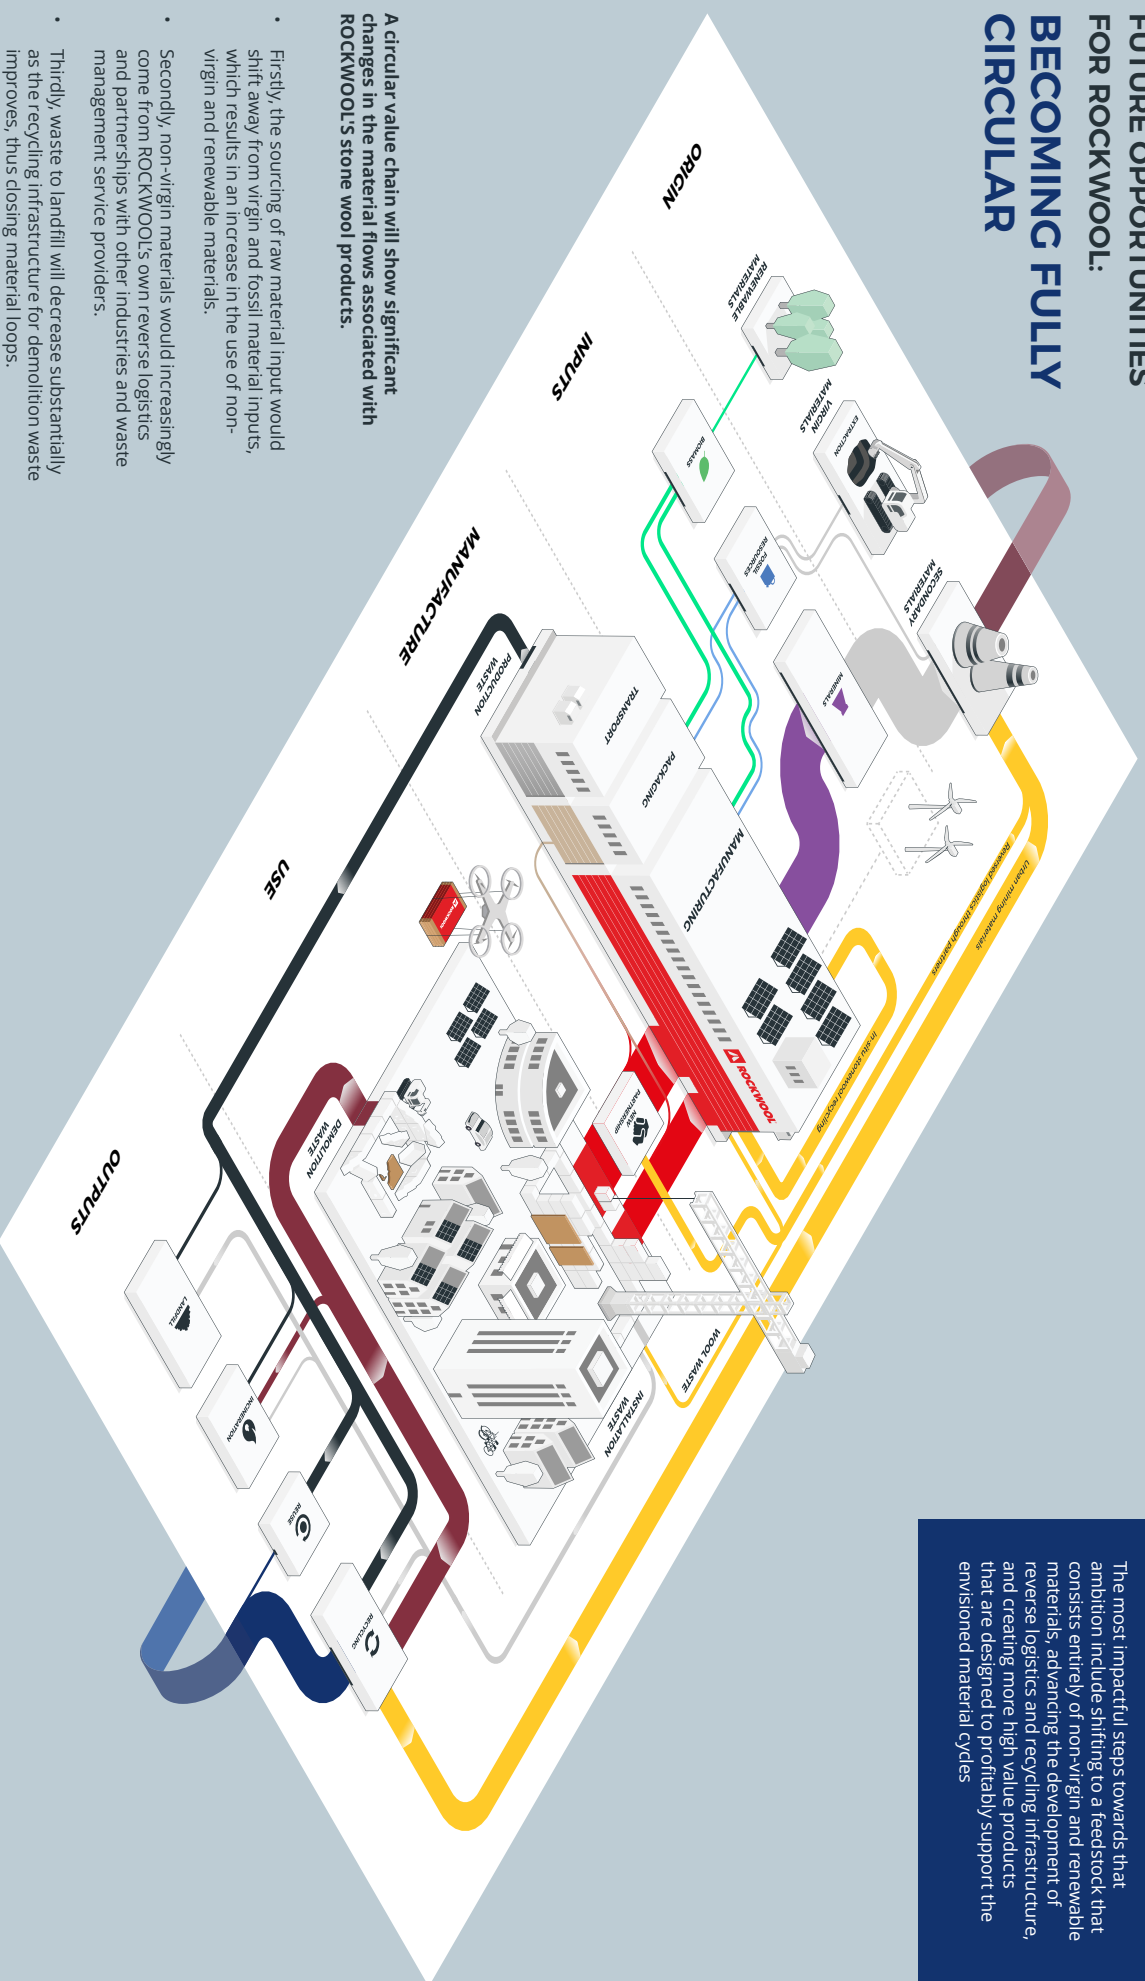 FUTURE OPPORTUNITIES
FOR ROCKWOOL:
BECOMING FULLY
CIRCULAR
A circular value chain will show significant
changes in the material flows associated with
ROCKWOOL'S stone wool products.
• Firstly, the sourcing of raw material input would
shift away from virgin and fossil material inputs,
which results in an increase in the use of non-
virgin and renewable materials.
• Secondly, non-virgin materials would increasingly
come from ROCKWOOL's own reverse logistics
and partnerships with other industries and waste
management service providers.
• Thirdly, waste to landfill will decrease substantially
as the recycling infrastructure for demolition waste
improves, thus closing material loops.
ORIGIN
RENEWABLE
MATERIALS
VIRGIN
MATERIALS
EXTRACTION
SECONDARY
MATERIALS
INPUTS
BIOMASS
FOSSIL
RESOURCES
MINERALS
MANUFACTURE
PRODUCTION
WASTE
TRANSPORT
PACKAGING
MANUFACTURING
ROCKWOOL
Urban mining materials
Reversed logistics through partners
In-situ stonewool recycling
USE
ROCKWOOL
NEW
PARTNERSHIP
DEMOLITION
WASTE
WOOL WASTE
INSTALLATION
WASTE
OUTPUTS
LANDFILL
INCINERATION
REUSE
RECYCLING
The most impactful steps towards that
ambition include shifting to a feedstock that
consists entirely of non-virgin and renewable
materials, advancing the development of
reverse logistics and recycling infrastructure,
and creating more high value products
that are designed to profitably support the
envisioned material cycles